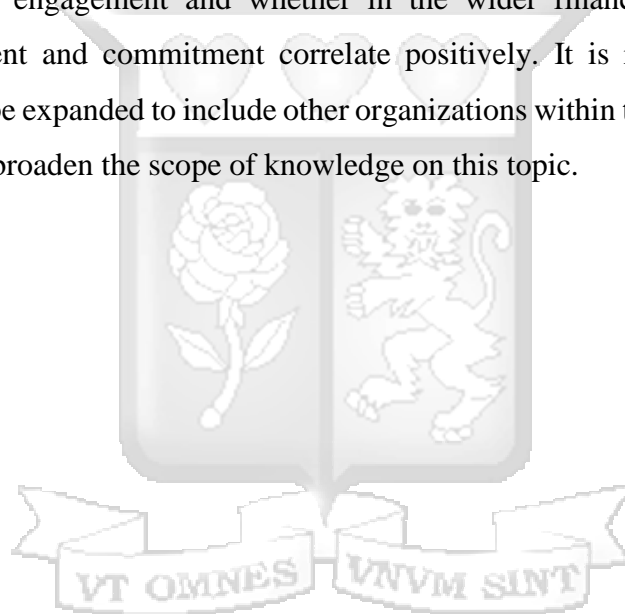 engagement and whether in the wider financ
ent and commitment correlate positively. It is
be expanded to include other organizations within t
broaden the scope of knowledge on this topic.
VT OMNES VNVM SINT